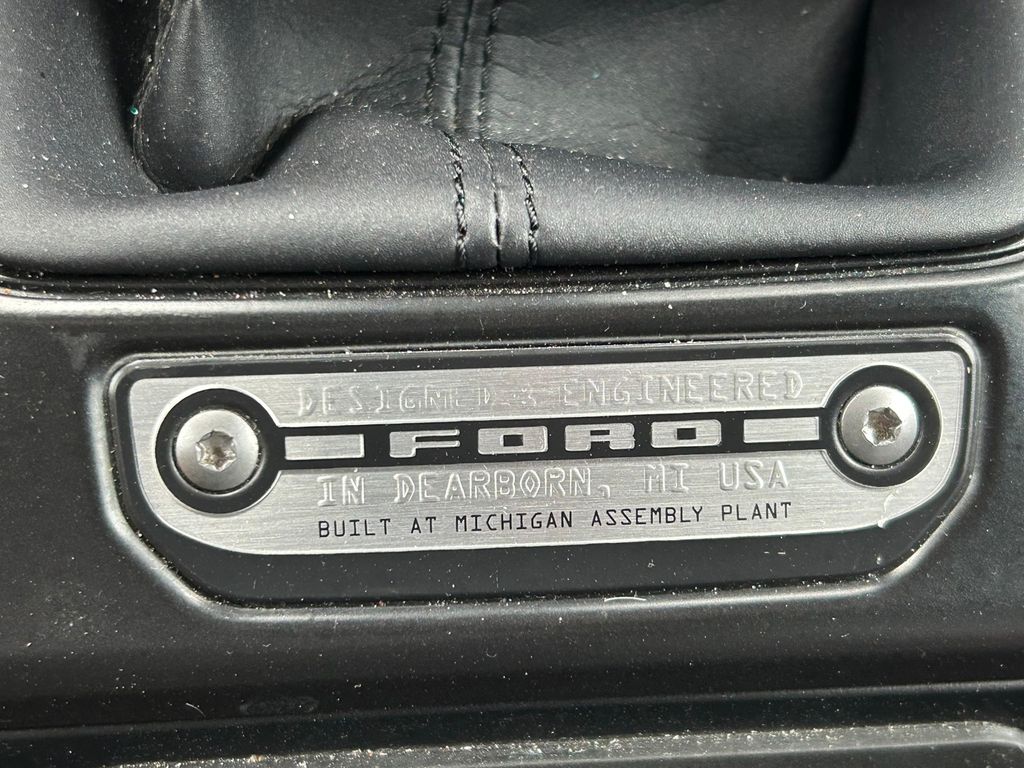 DESIGNED & ENGINEERED
FORD
IN DEARBORN, MI USA
BUILT AT MICHIGAN ASSEMBLY PLANT